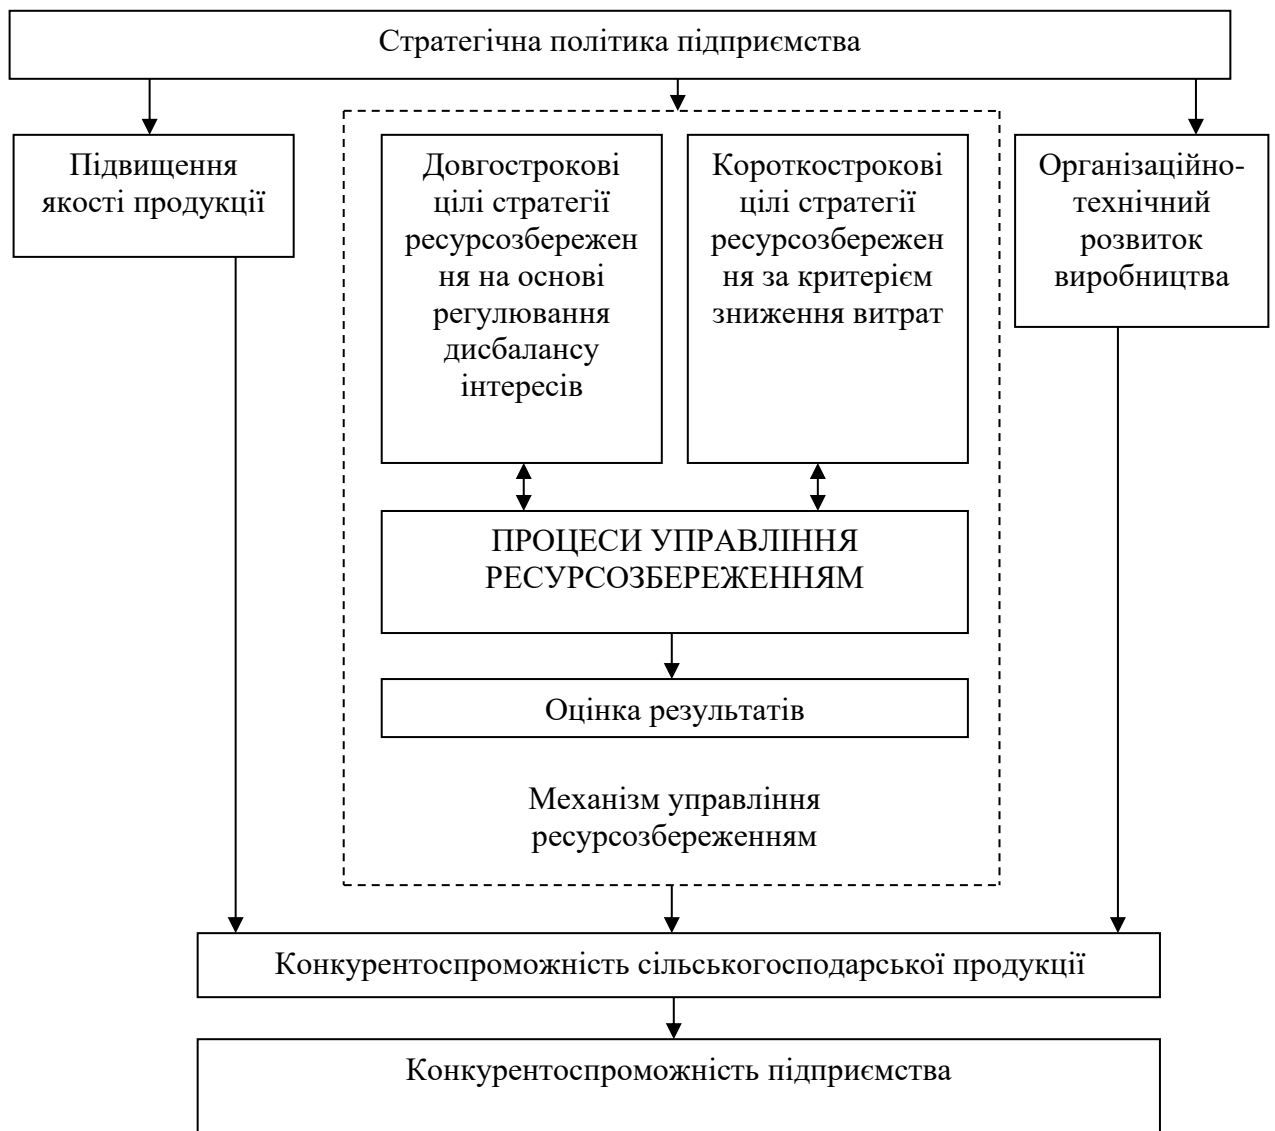 Стратегічна політика підприємства
Підвищення
якості продукції
Довгострокові
цілі стратегії
ресурсозбережен
ня на основі
регулювання
дисбалансу
інтересів
Короткострокові
цілі стратегії
ресурсозбережен
ня за критерієм
зниження витрат
Організаційно-
технічний
розвиток
виробництва
ПРОЦЕСИ УПРАВЛІННЯ
РЕСУРСОЗБЕРЕЖЕННЯМ
Оцінка результатів
Механізм управління
ресурсозбереженням
Конкурентоспроможність сільськогосподарської продукції
Конкурентоспроможність підприємства